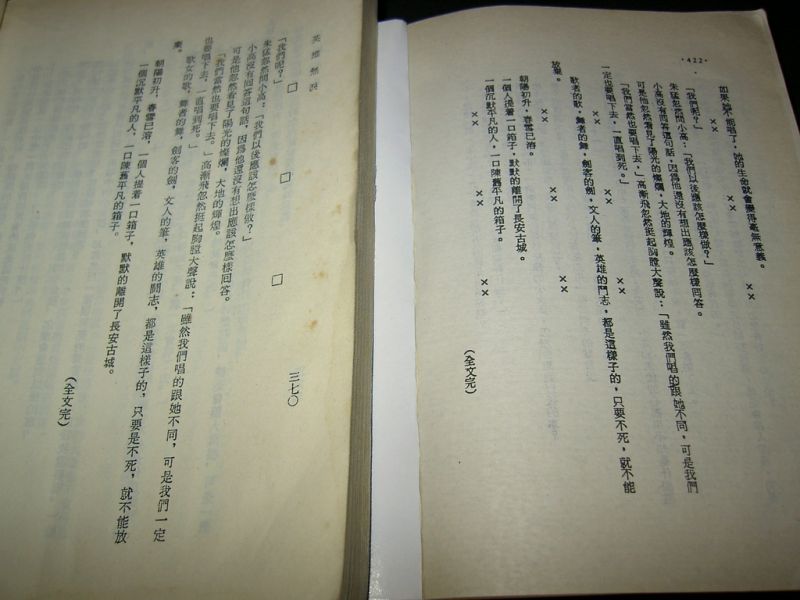 ·422·
如果她不能唱了，她的生命就會變得毫無意義。
×× ×× ××
「我們呢？」
朱猛忽然問小高：「我們以後應該怎麼樣做？」
小高沒有回答這句話，因爲他還沒有想出應該怎麼樣回答。
可是他忽然看見了陽光的燦爛，大地的輝煌。
「我們當然也要唱下去，」高漸飛忽然挺起胸膛大聲說：「雖然我們唱的跟她不同，可是我們
一定也要唱下去，一直唱到死。」
×× ×× ××
歌者的歌，舞者的舞，劍客的劍，文人的筆，英雄的鬥志，都是這樣子的，只要不死，就不能
放棄。
×× ×× ××
朝陽初升，春雪已溶。
一個人提着一口箱子，默默的離開了長安古城。
一個沉默平凡的人，一口陳舊平凡的箱子。
×× ×× ××
（全文完）
英雄無淚
三七〇
□ □ □
「我們呢？」
朱猛忽然問小高：「我們以後應該怎麼樣做？」
小高沒有回答這句話，因爲他還沒有想出應該怎麼樣回答。
可是他忽然看見了陽光的燦爛，大地的輝煌。
「我們當然也要唱下去。」高漸飛忽然挺起胸膛大聲說：「雖然我們唱的跟她不同，可是我們一定
也要唱下去，一直唱到死。」
歌女的歌，舞者的舞，劍客的劍，文人的筆，英雄的鬪志，都是這樣子的，只要是不死，就不能放
棄。
朝陽初升，春雪已溶，一個人提着一口箱子，默默的離開了長安古城。
一個沉默平凡的人，一口陳舊平凡的箱子。
（全文完）